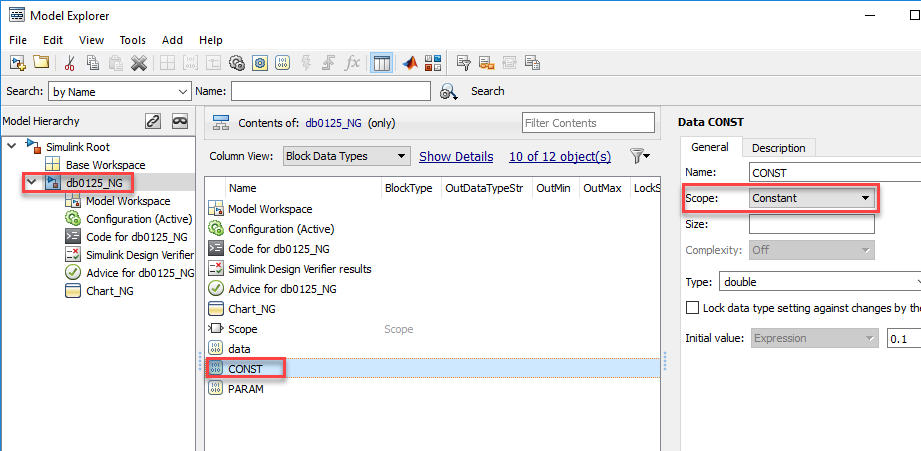 Model Explorer
File Edit View Tools Add Help
Search: by Name Name: Search
Model Hierarchy
Simulink Root
Base Workspace
db0125_NG
Model Workspace
Configuration (Active)
Code for db0125_NG
Simulink Design Verifier
Advice for db0125_NG
Chart_NG
Contents of: db0125_NG (only) Filter Contents
Column View: Block Data Types Show Details 10 of 12 object(s)
Name BlockType OutDataTypeStr OutMin OutMax LockS
Model Workspace
Configuration (Active)
Code for db0125_NG
Simulink Design Verifier results
Advice for db0125_NG
Chart_NG
Scope Scope
data
CONST
PARAM
Data CONST
General Description
Name: CONST
Scope: Constant
Size:
Complexity: Off
Type: double
Lock data type setting against changes by the
Initial value: Expression 0.1